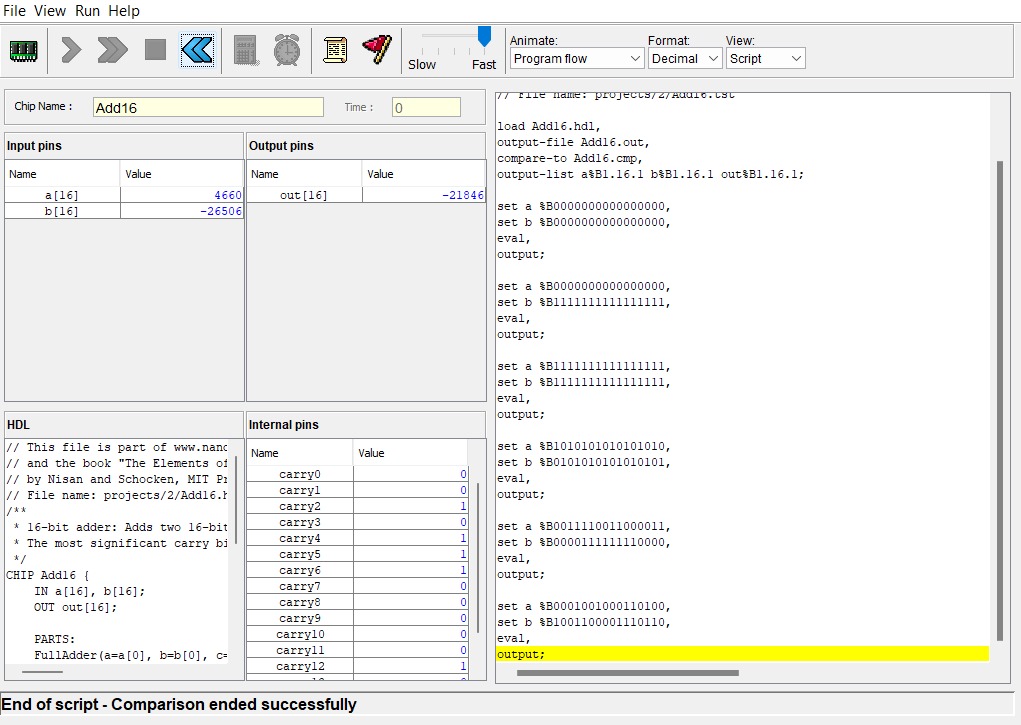 File View Run Help
Slow Fast
Animate:
Program flow
Format:
Decimal
View:
Script
Chip Name :
Add16
Time :
0
Input pins
Name Value
a[16] 4660
b[16] -26506
Output pins
Name Value
out[16] -21846
HDL
// This file is part of www.nand
// and the book "The Elements of
// by Nisan and Schocken, MIT Pr
// File name: projects/2/Add16.h
/**
* 16-bit adder: Adds two 16-bit
* The most significant carry bi
*/
CHIP Add16 {
IN a[16], b[16];
OUT out[16];
PARTS:
FullAdder(a=a[0], b=b[0], c=
Internal pins
Name Value
carry0 0
carry1 0
carry2 1
carry3 0
carry4 1
carry5 1
carry6 1
carry7 0
carry8 0
carry9 0
carry10 0
carry11 0
carry12 1
// File name: projects/2/Add16.tst
load Add16.hdl,
output-file Add16.out,
compare-to Add16.cmp,
output-list a%B1.16.1 b%B1.16.1 out%B1.16.1;
set a %B0000000000000000,
set b %B0000000000000000,
eval,
output;
set a %B0000000000000000,
set b %B1111111111111111,
eval,
output;
set a %B1111111111111111,
set b %B1111111111111111,
eval,
output;
set a %B1010101010101010,
set b %B0101010101010101,
eval,
output;
set a %B0011110011000011,
set b %B0000111111110000,
eval,
output;
set a %B0001001000110100,
set b %B1001100001110110,
eval,
output;
End of script - Comparison ended successfully